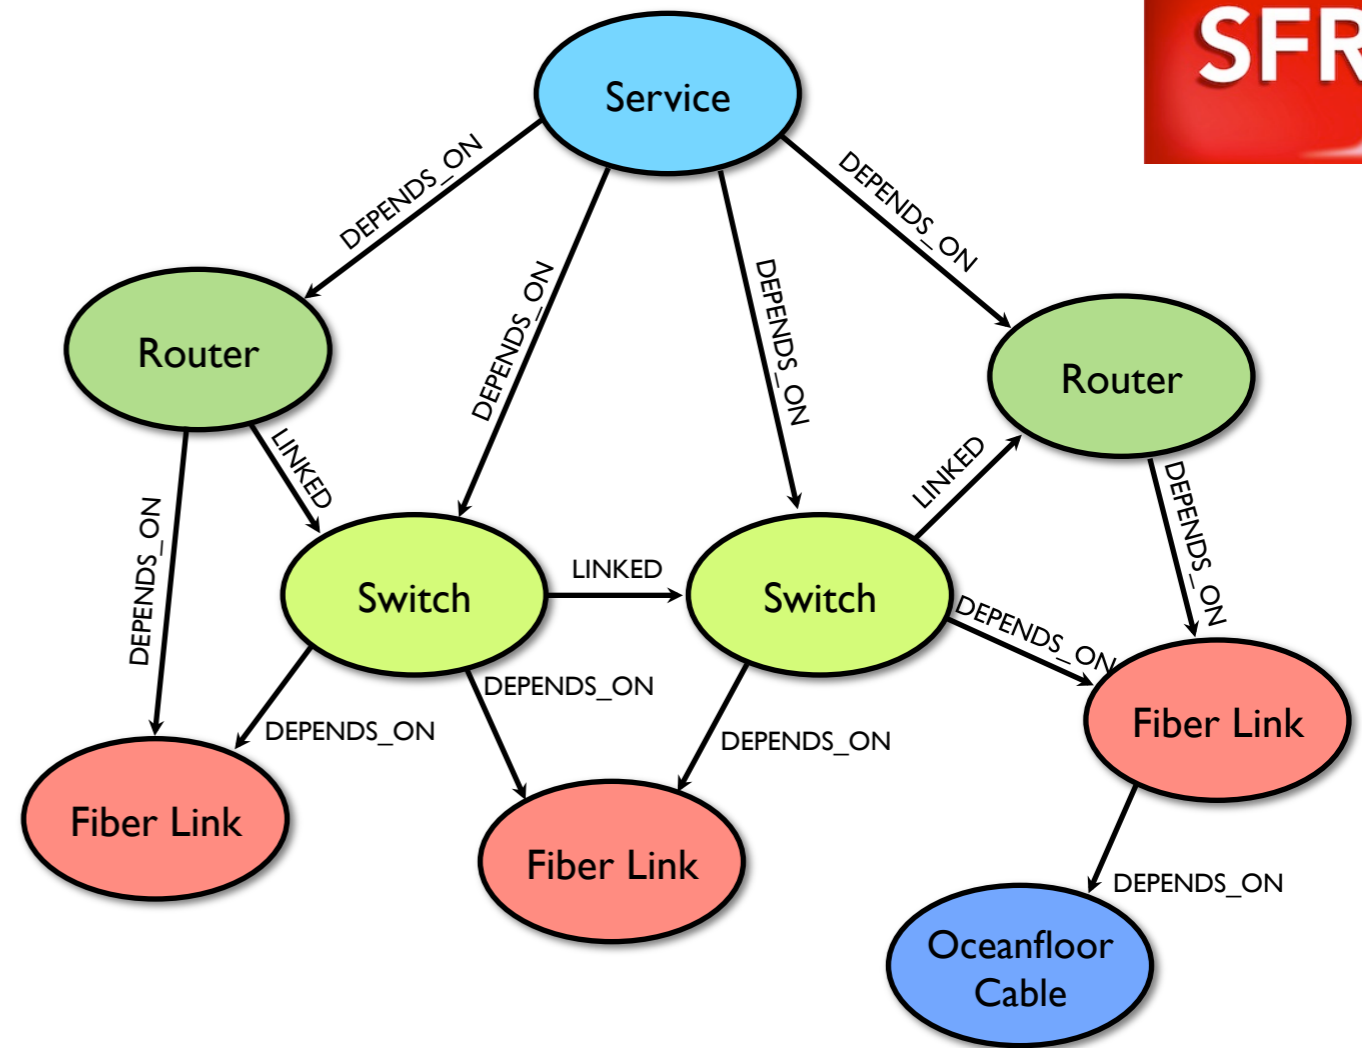 SFR
Service
DEPENDS_ON
DEPENDS_ON
DEPENDS_ON
DEPENDS_ON
Router
Router
LINKED
LINKED
DEPENDS_ON
DEPENDS_ON
Switch
LINKED
Switch
DEPENDS_ON
DEPENDS_ON
DEPENDS_ON
DEPENDS_ON
Fiber Link
Fiber Link
Fiber Link
DEPENDS_ON
Oceanfloor
Cable